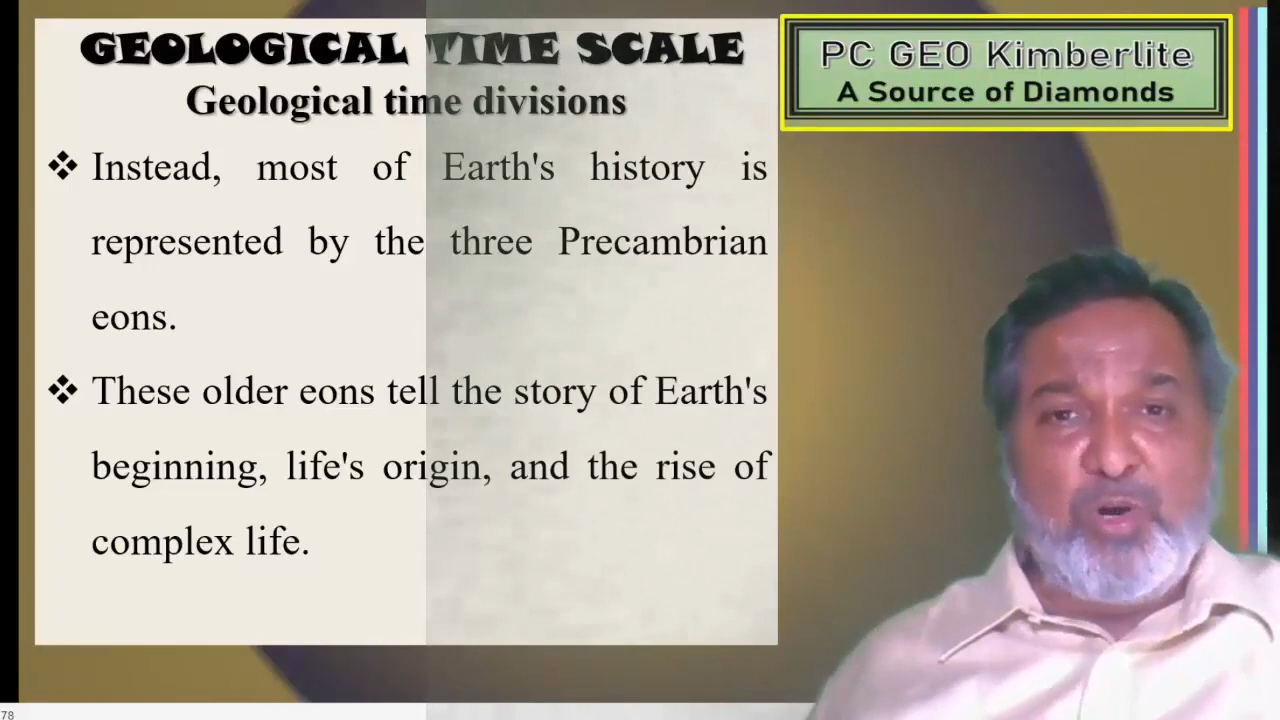 GEOLOGICAL TIME SCALE
Geological time divisions
❖ Instead, most of Earth's history is
represented by the three Precambrian
eons.
❖ These older eons tell the story of Earth's
beginning, life's origin, and the rise of
complex life.
PC GEO Kimberlite
A Source of Diamonds
78